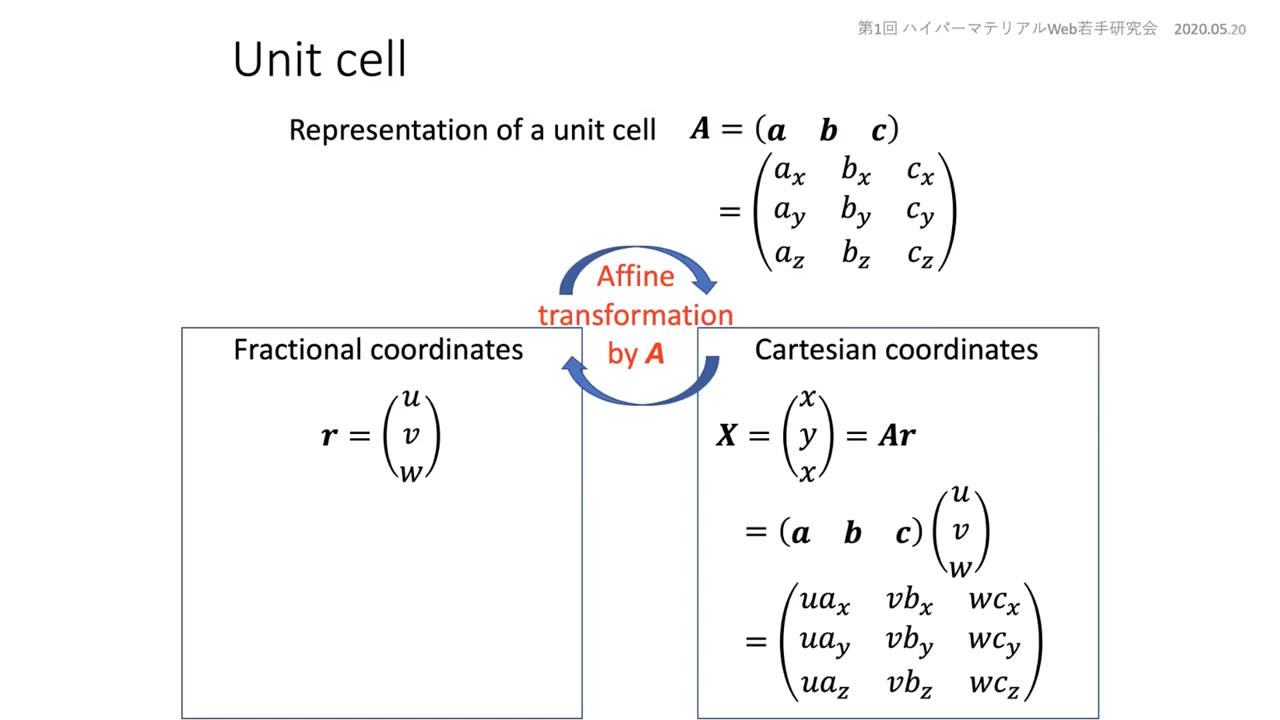 第1回 ハイパーマテリアルWeb若手研究会 2020.05.20
Unit cell
Representation of a unit cell A = (a b c)
= (a_x b_x c_x
a_y b_y c_y
a_z b_z c_z)
Affine
transformation
by A
Fractional coordinates
r = (u
v
w)
Cartesian coordinates
X = (x
y
x) = Ar
= (a b c) (u
v
w)
= (ua_x vb_x wc_x
ua_y vb_y wc_y
ua_z vb_z wc_z)